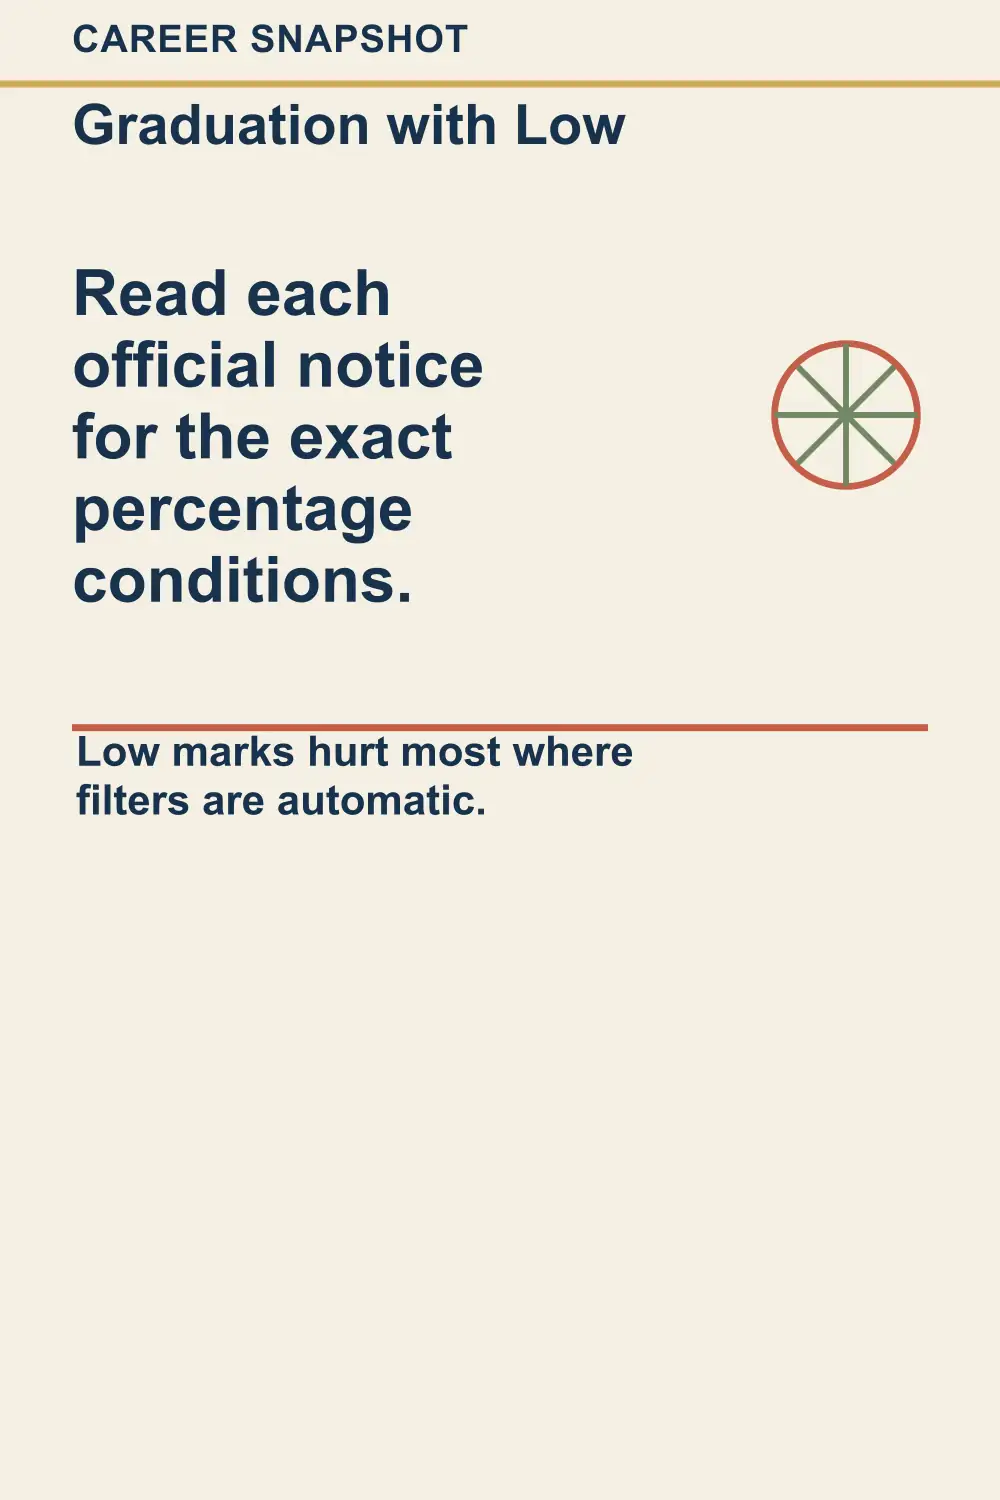 CAREER SNAPSHOT
Graduation with Low
Read each
official notice
for the exact
percentage
conditions.
Low marks hurt most where
filters are automatic.